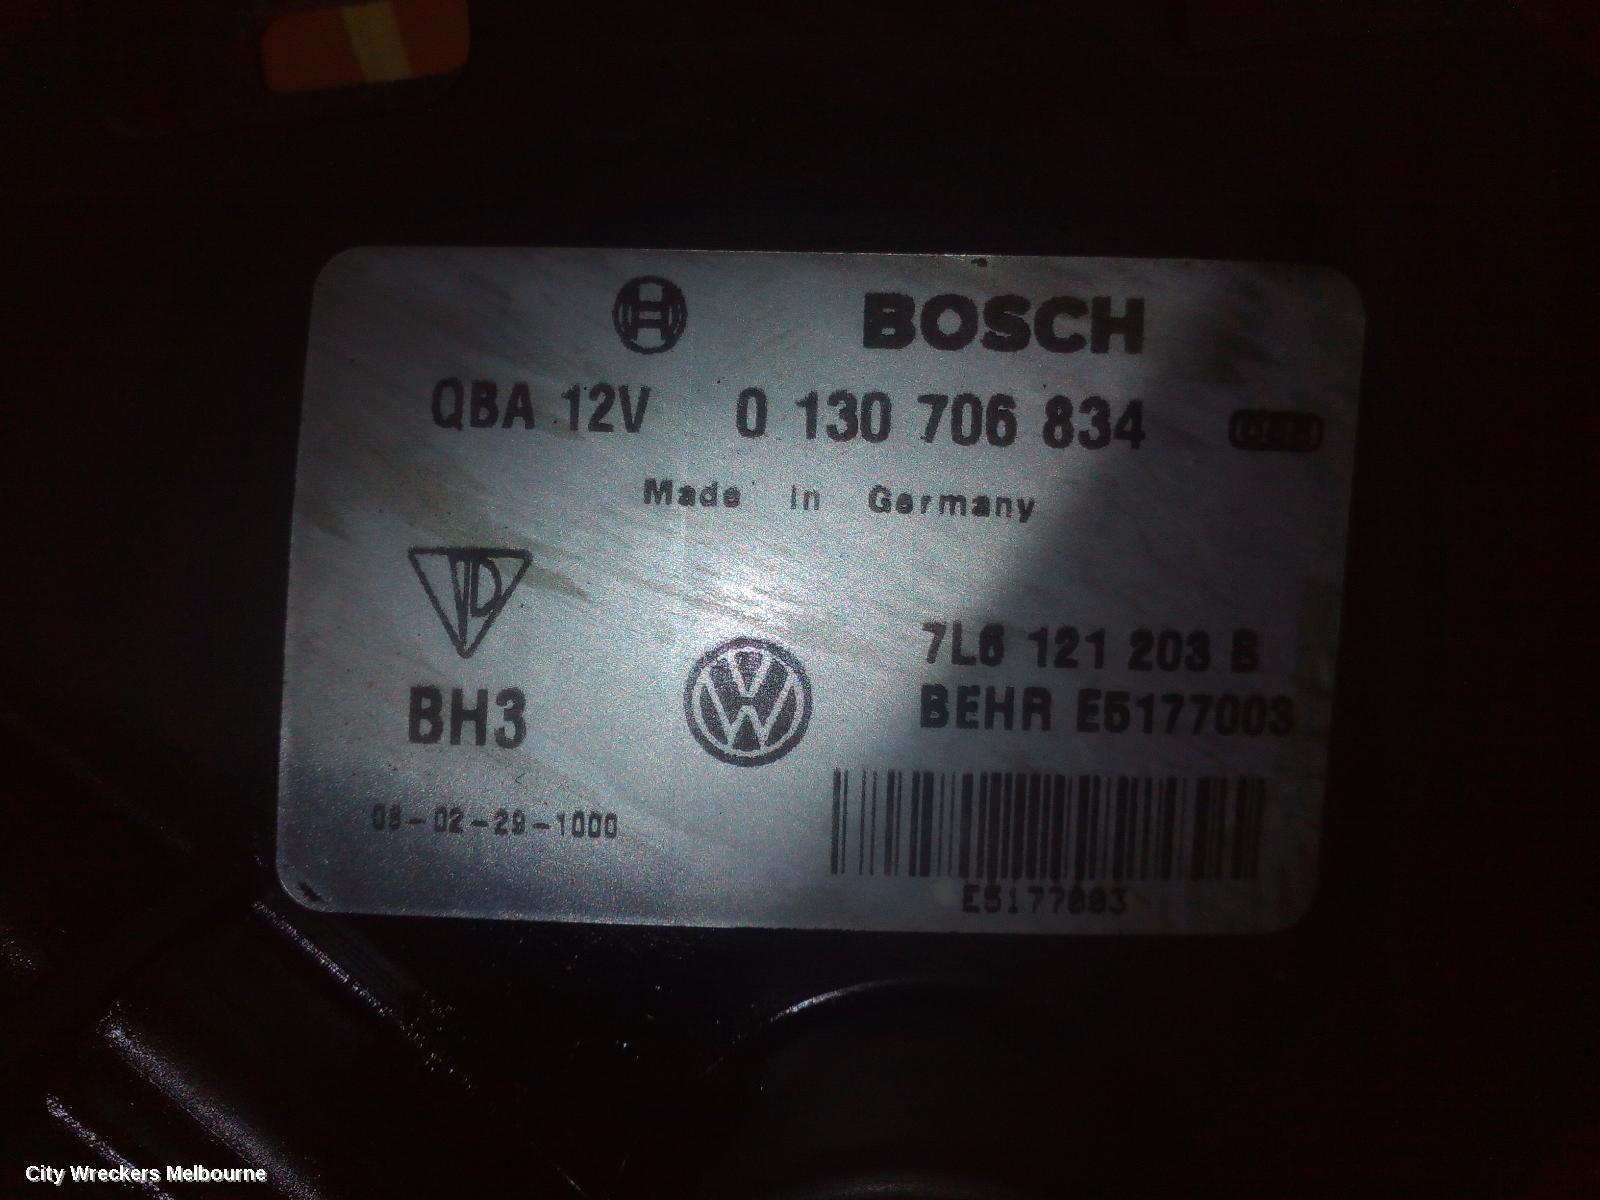 BOSCH
QBA 12V 0 130 706 834
Made in Germany
7L6 121 203 B
BH3
BEHR E5177003
08-02-29-1000
E5177003
City Wreckers Melbourne